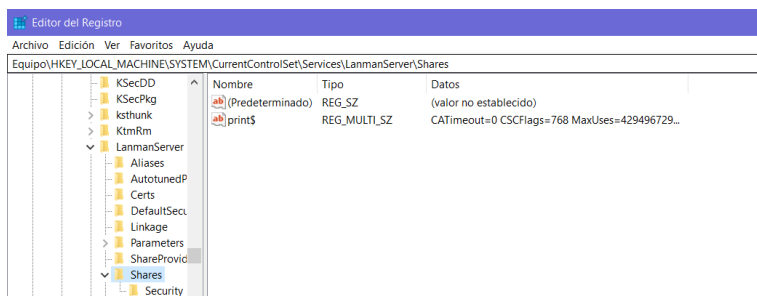 Editor del Registro
Archivo Edición Ver Favoritos Ayuda
Equipo\HKEY_LOCAL_MACHINE\SYSTEM\CurrentControlSet\Services\LanmanServer\Shares
KSecDD
KSecPkg
ksthunk
KtmRm
LanmanServer
Aliases
AutotunedP
Certs
DefaultSecu
Linkage
Parameters
ShareProvid
Shares
Security
Nombre Tipo Datos
ab (Predeterminado) REG_SZ (valor no establecido)
ab print$ REG_MULTI_SZ CATimeout=0 CSCFlags=768 MaxUses=429496729...